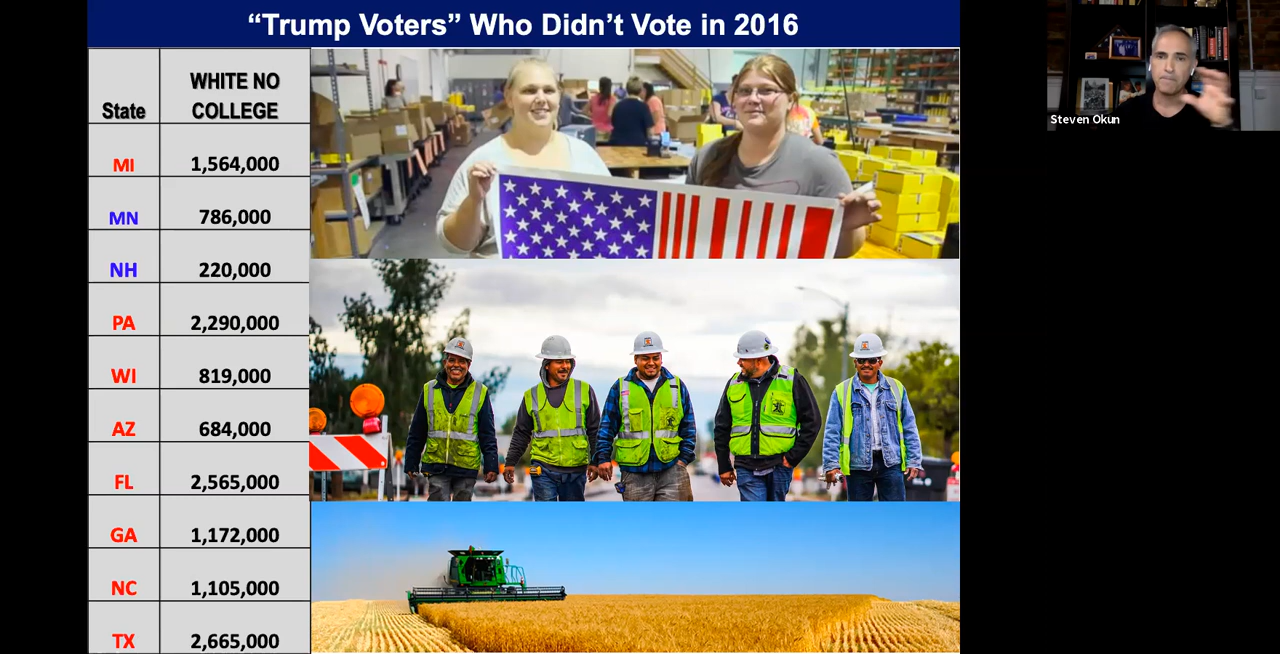 “Trump Voters” Who Didn’t Vote in 2016
State WHITE NO COLLEGE
MI 1,564,000
MN 786,000
NH 220,000
PA 2,290,000
WI 819,000
AZ 684,000
FL 2,565,000
GA 1,172,000
NC 1,105,000
TX 2,665,000
Steven Okun